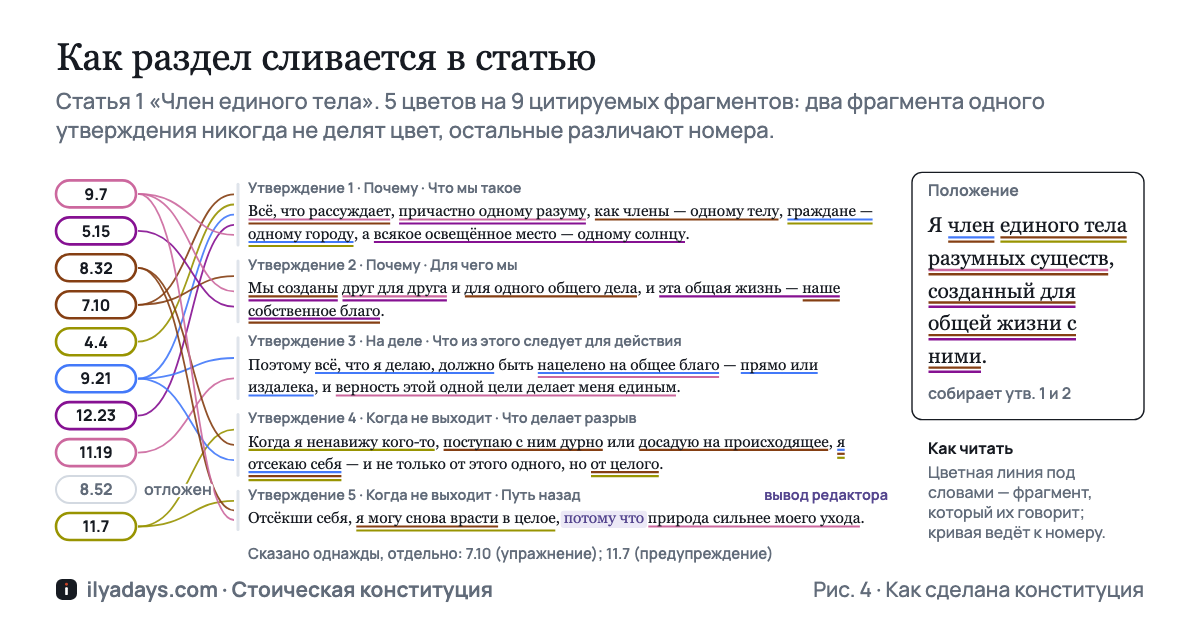 Как раздел сливается в статью
Статья 1 «Член единого тела». 5 цветов на 9 цитируемых фрагментов: два фрагмента одного
утверждения никогда не делят цвет, остальные различают номера.
9.7
5.15
8.32
7.10
4.4
9.21
12.23
11.19
8.52 отложен
11.7
Утверждение 1 · Почему · Что мы такое
Всё, что рассуждает, причастно одному разуму, как члены — одному телу, граждане —
одному городу, а всякое освещённое место — одному солнцу.
Утверждение 2 · Почему · Для чего мы
Мы созданы друг для друга и для одного общего дела, и эта общая жизнь — наше
собственное благо.
Утверждение 3 · На деле · Что из этого следует для действия
Поэтому всё, что я делаю, должно быть нацелено на общее благо — прямо или
издалека, и верность этой одной цели делает меня единым.
Утверждение 4 · Когда не выходит · Что делает разрыв
Когда я ненавижу кого-то, поступаю с ним дурно или досадую на происходящее, я
отсекаю себя — и не только от этого одного, но от целого.
Утверждение 5 · Когда не выходит · Путь назад вывод редактора
Отсёкши себя, я могу снова врасти в целое, потому что природа сильнее моего ухода.
Сказано однажды, отдельно: 7.10 (упражнение); 11.7 (предупреждение)
Положение
Я член единого тела
разумных существ,
созданный для
общей жизни с
ними.
собирает утв. 1 и 2
Как читать
Цветная линия под
словами — фрагмент,
который их говорит;
кривая ведёт к номеру.
i ilyadays.com · Стоическая конституция
Рис. 4 · Как сделана конституция